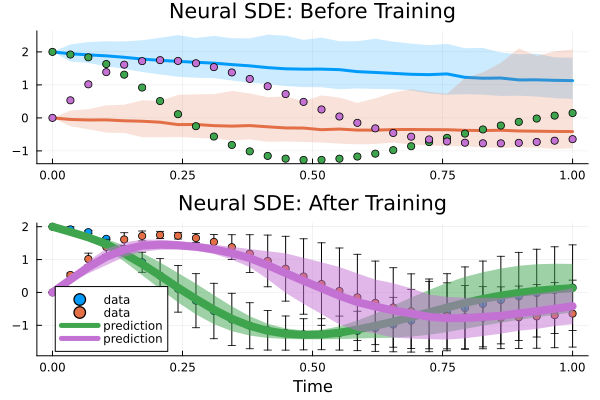 Neural SDE: Before Training
2
1
0
−1
0.00 0.25 0.50 0.75 1.00
Neural SDE: After Training
2
1
0
−1
data
data
prediction
prediction
0.00 0.25 0.50 0.75 1.00
Time